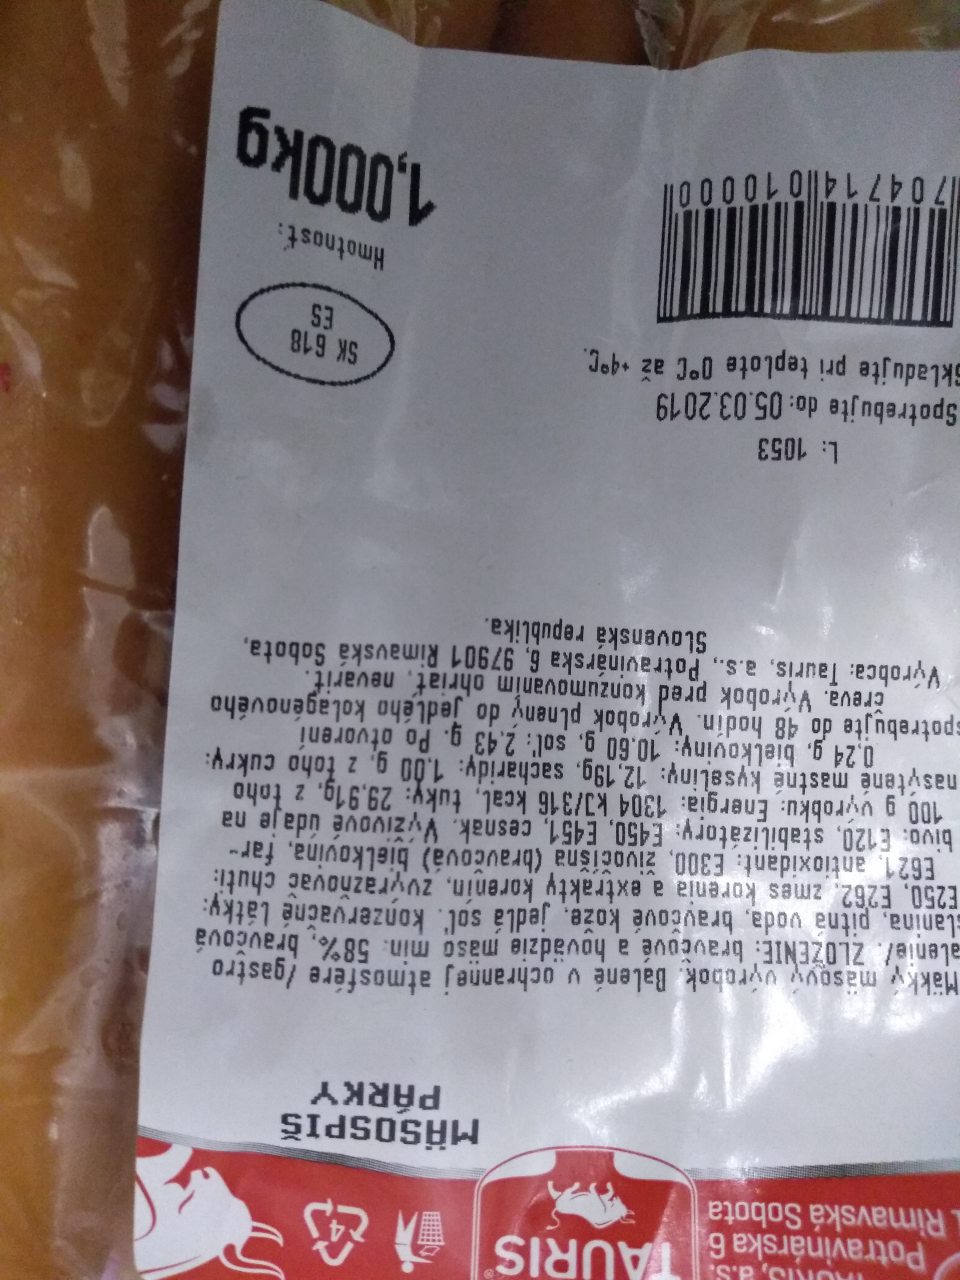 TAURIS
Potravinárska 6
Rimavská Sobota
4
MÄSOSPIŠ
PÁRKY
Mäkký mäsový výrobok. Balené v ochrannej atmosfére /gastro
alenie/. ZLOŽENIE: bravčové a hovädzie mäso min. 58%, bravčová
slanina, pitná voda, bravčové kože, jedlá soľ, konzervačné látky:
E250, E262, zmes korenia a extrakty korenín, zvýrazňovač chuti:
E621, antioxidant: E300, živočíšna (bravčová) bielkovina, far-
bivo: E120, stabilizátory: E450, E451, cesnak. Výživové údaje na
100 g výrobku: Energia: 1304 kJ/316 kcal, tuky: 29,91g, z toho
nasýtené mastné kyseliny: 12,19g, sacharidy: 1,00 g, z toho cukry:
0,24 g, bielkoviny: 10,60 g, soľ: 2,43 g. Po otvorení
spotrebujte do 48 hodín. Výrobok plnený do jedlého kolagénového
čreva. Výrobok pred konzumovaním ohriať, nevariť.
Výrobca: Tauris, a.s., Potravinárska 6, 97901 Rimavská Sobota,
Slovenská republika.
L: 1053
Spotrebujte do: 05.03.2019
Skladujte pri teplote 0°C až +4°C.
704714 010000
SK 618
ES
Hmotnosť:
1,000kg